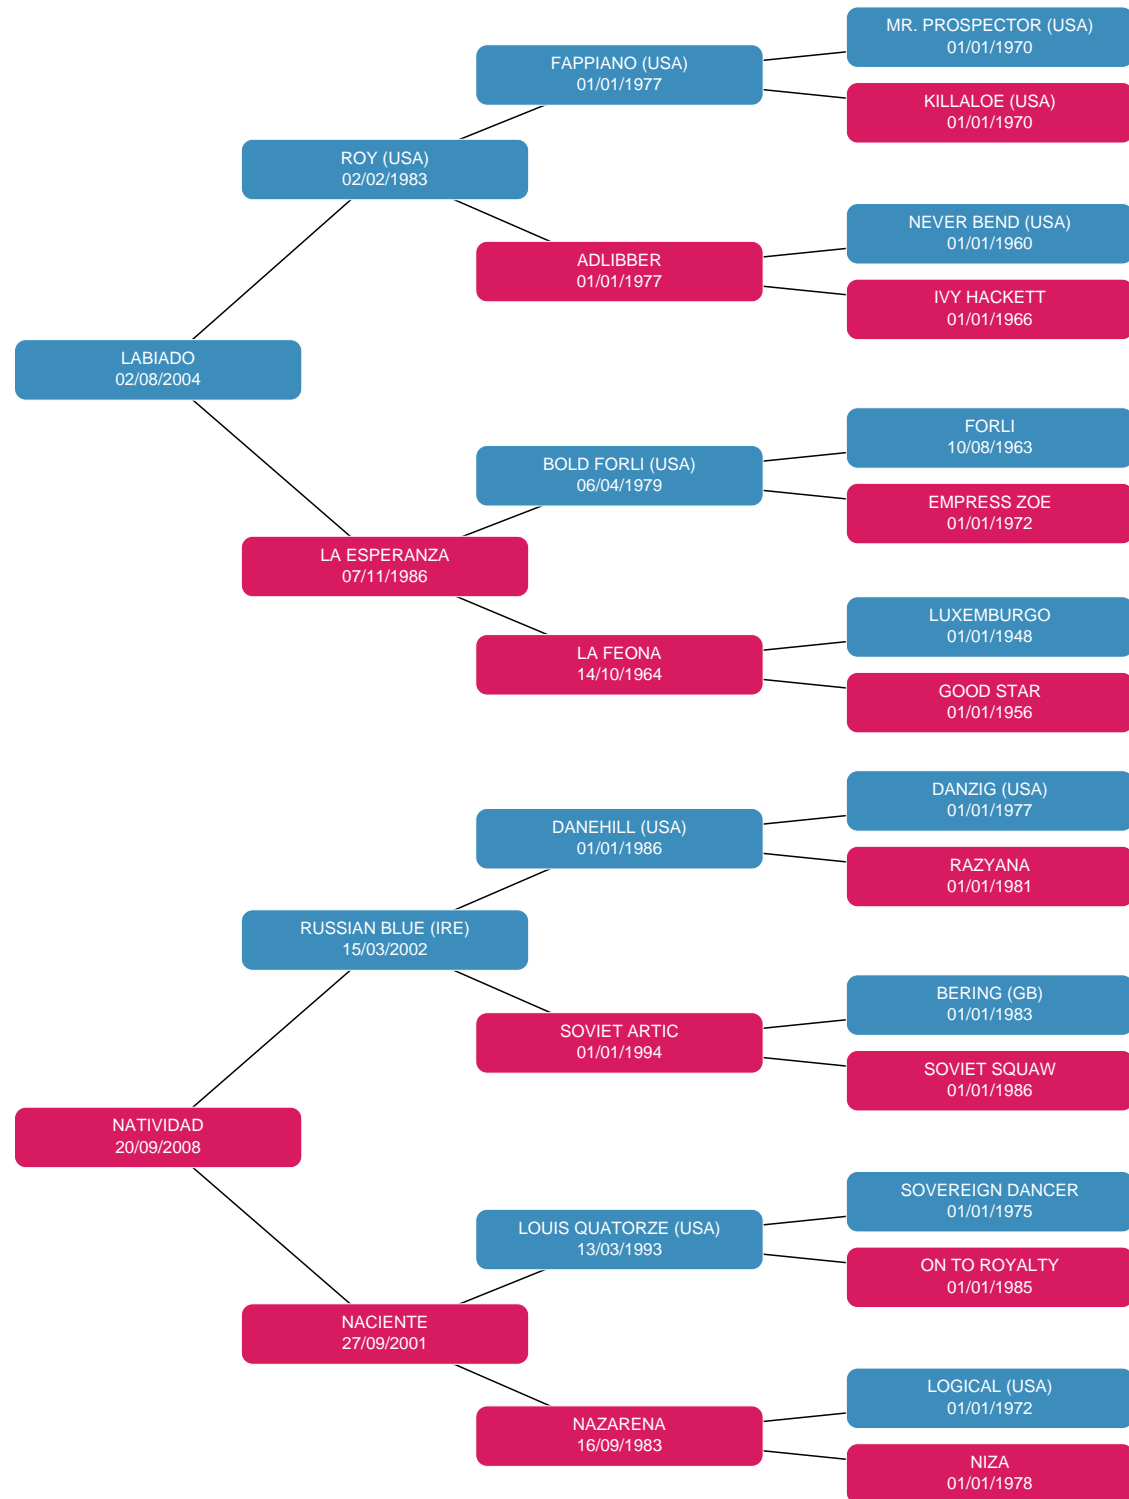 MR. PROSPECTOR (USA)
01/01/1970
FAPPIANO (USA)
01/01/1977
KILLALOE (USA)
01/01/1970
ROY (USA)
02/02/1983
NEVER BEND (USA)
01/01/1960
ADLIBBER
01/01/1977
IVY HACKETT
01/01/1966
LABIADO
02/08/2004
FORLI
10/08/1963
BOLD FORLI (USA)
06/04/1979
EMPRESS ZOE
01/01/1972
LA ESPERANZA
07/11/1986
LUXEMBURGO
01/01/1948
LA FEONA
14/10/1964
GOOD STAR
01/01/1956
DANZIG (USA)
01/01/1977
DANEHILL (USA)
01/01/1986
RAZYANA
01/01/1981
RUSSIAN BLUE (IRE)
15/03/2002
BERING (GB)
01/01/1983
SOVIET ARTIC
01/01/1994
SOVIET SQUAW
01/01/1986
NATIVIDAD
20/09/2008
SOVEREIGN DANCER
01/01/1975
LOUIS QUATORZE (USA)
13/03/1993
ON TO ROYALTY
01/01/1985
NACIENTE
27/09/2001
LOGICAL (USA)
01/01/1972
NAZARENA
16/09/1983
NIZA
01/01/1978